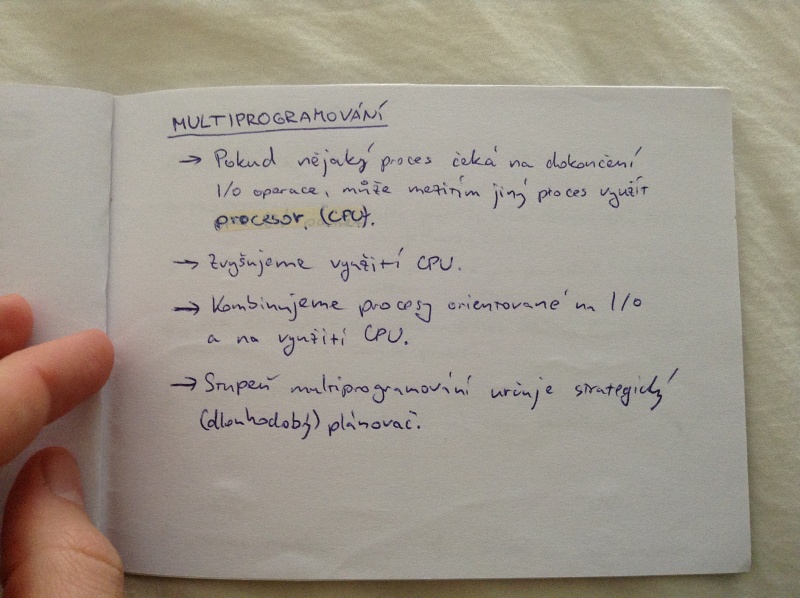 MULTIPROGRAMOVÁNÍ
→ Pokud nějaký proces čeká na dokončení
I/O operace, může mezitím jiný proces využít
procesor (CPU).
→ Zvyšujeme využití CPU.
→ Kombinujeme procesy orientované na I/O
a na využití CPU.
→ Stupeň multiprogramování určuje strategický
(dlouhodobý) plánovač.